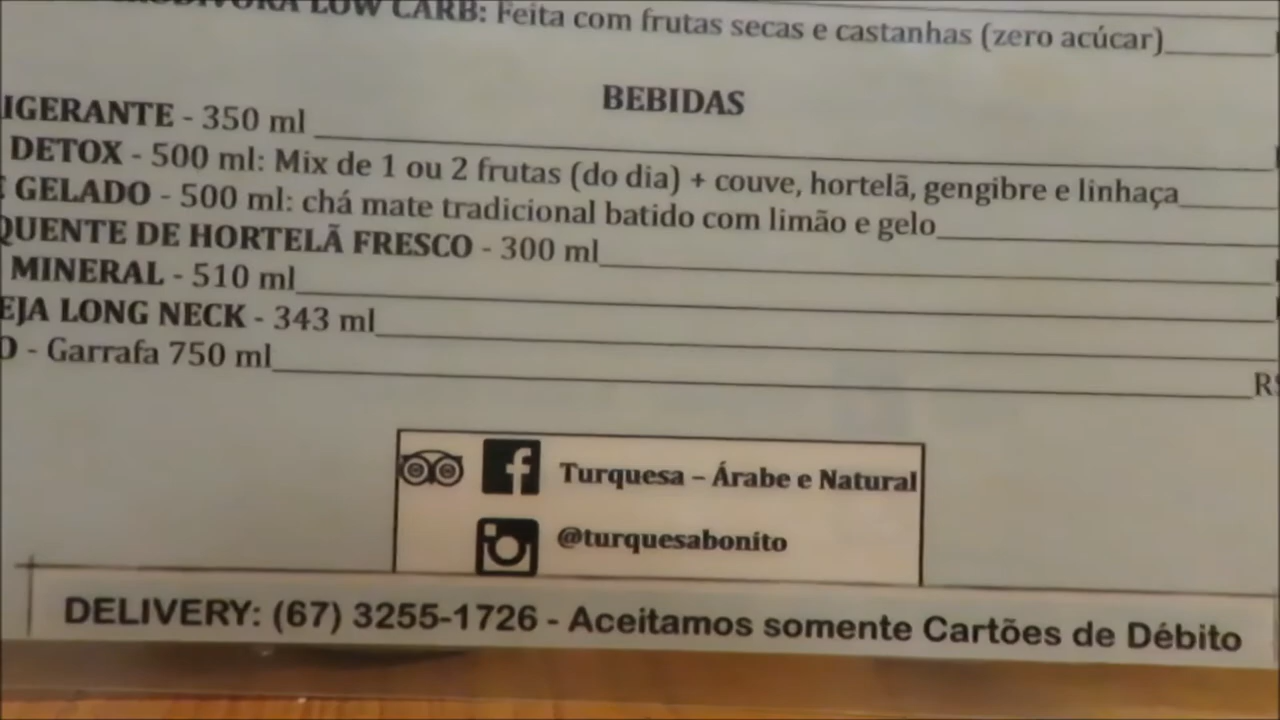 LOW CARB: Feita com frutas secas e castanhas (zero acúcar)
BEBIDAS
IGERANTE - 350 ml
DETOX - 500 ml: Mix de 1 ou 2 frutas (do dia) + couve, hortelã, gengibre e linhaça
GELADO - 500 ml: chá mate tradicional batido com limão e gelo
QUENTE DE HORTELÃ FRESCO - 300 ml
MINERAL - 510 ml
EJA LONG NECK - 343 ml
O - Garrafa 750 ml R$
Turquesa – Árabe e Natural
@turquesabonito
DELIVERY: (67) 3255-1726 - Aceitamos somente Cartões de Débito